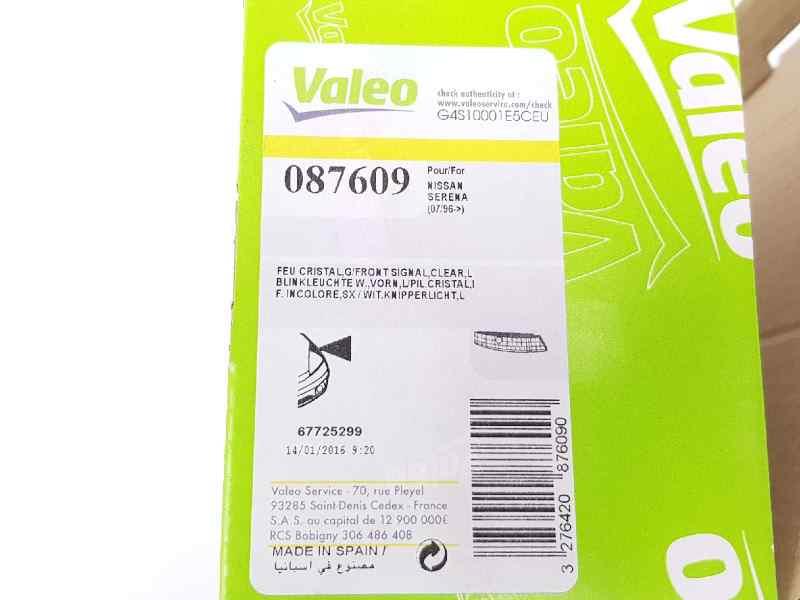 Valeo
check authenticity at :
www.valeoservice.com/check
G4S10001E5CEU
087609
Pour/For
NISSAN
SERENA
(07/96->)
FEU CRISTAL,G/FRONT SIGNAL,CLEAR,L
BLINKLEUCHTE W.,VORN,L/PIL CRISTAL,I
F. INCOLORE,SX / WIT.KNIPPERLICHT,L
67725299
14/01/2016 9:20
Valeo Service - 70, rue Pleyel
93285 Saint-Denis Cedex - France
S.A.S. au capital de 12 900 000€
RCS Bobigny 306 486 408
MADE IN SPAIN /
مصنوع في اسبانيا
3 276420 876090
Valeo
Valeo